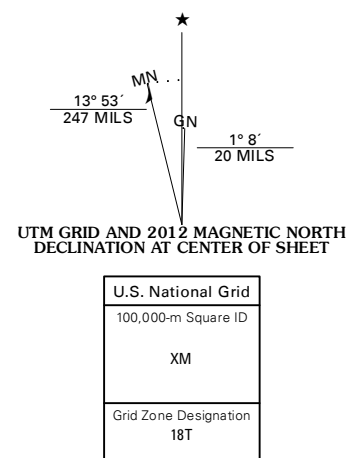 ★
MN
13° 53´
247 MILS
GN
1° 8´
20 MILS
UTM GRID AND 2012 MAGNETIC NORTH
DECLINATION AT CENTER OF SHEET
U.S. National Grid
100,000-m Square ID
XM
Grid Zone Designation
18T